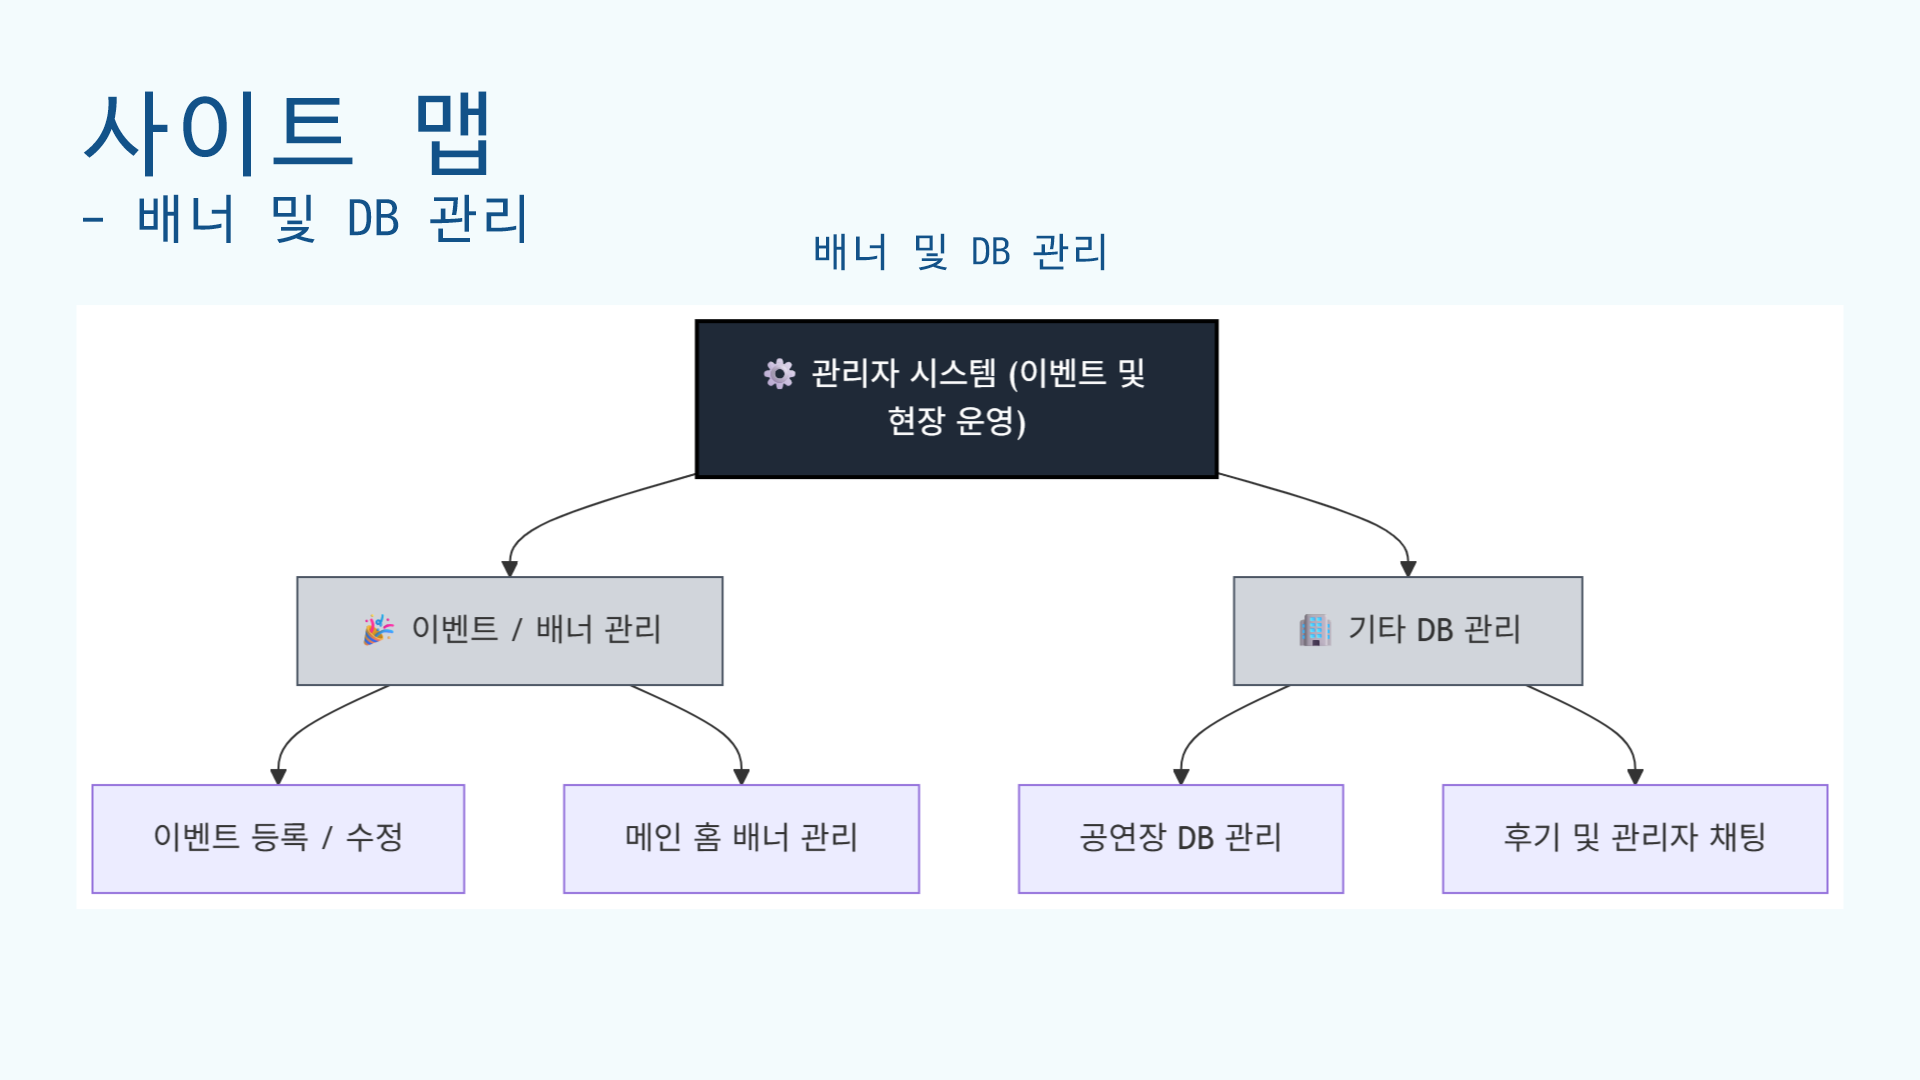 사이트 맵
- 배너 및 DB 관리
배너 및 DB 관리
⚙️ 관리자 시스템 (이벤트 및
현장 운영)
🎉 이벤트 / 배너 관리
🏢 기타 DB 관리
이벤트 등록 / 수정
메인 홈 배너 관리
공연장 DB 관리
후기 및 관리자 채팅